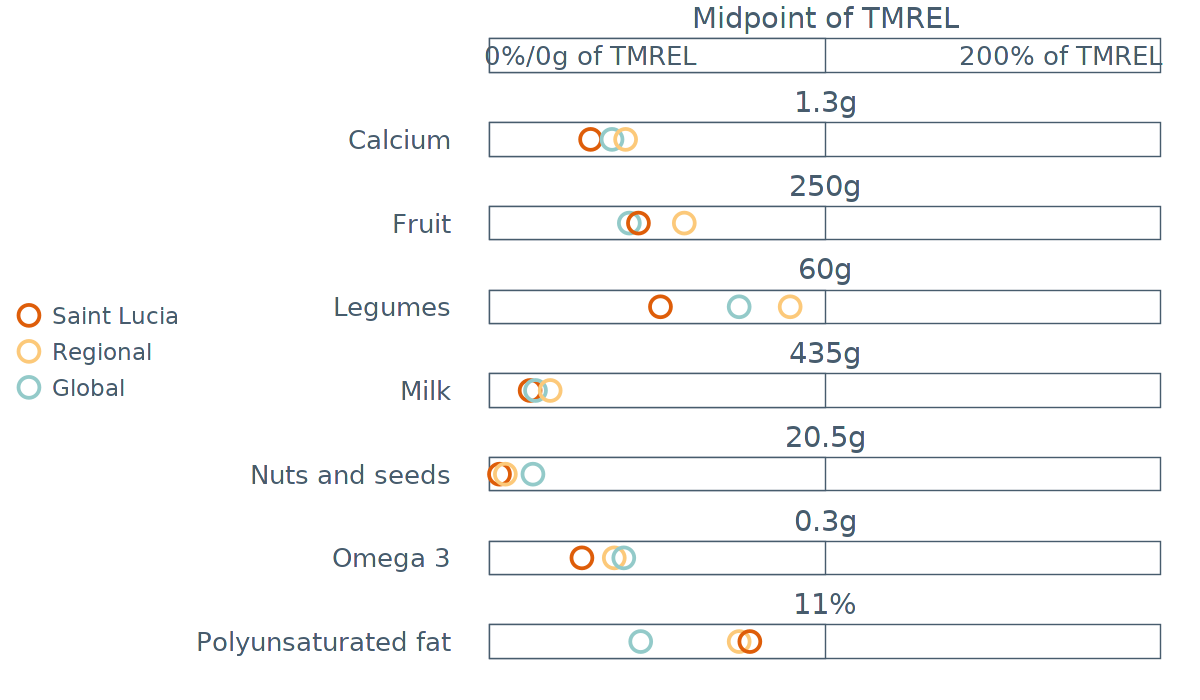 Midpoint of TMREL
0%/0g of TMREL 200% of TMREL
1.3g
Calcium
250g
Fruit
60g
Legumes
Saint Lucia
Regional
Global
435g
Milk
20.5g
Nuts and seeds
0.3g
Omega 3
11%
Polyunsaturated fat